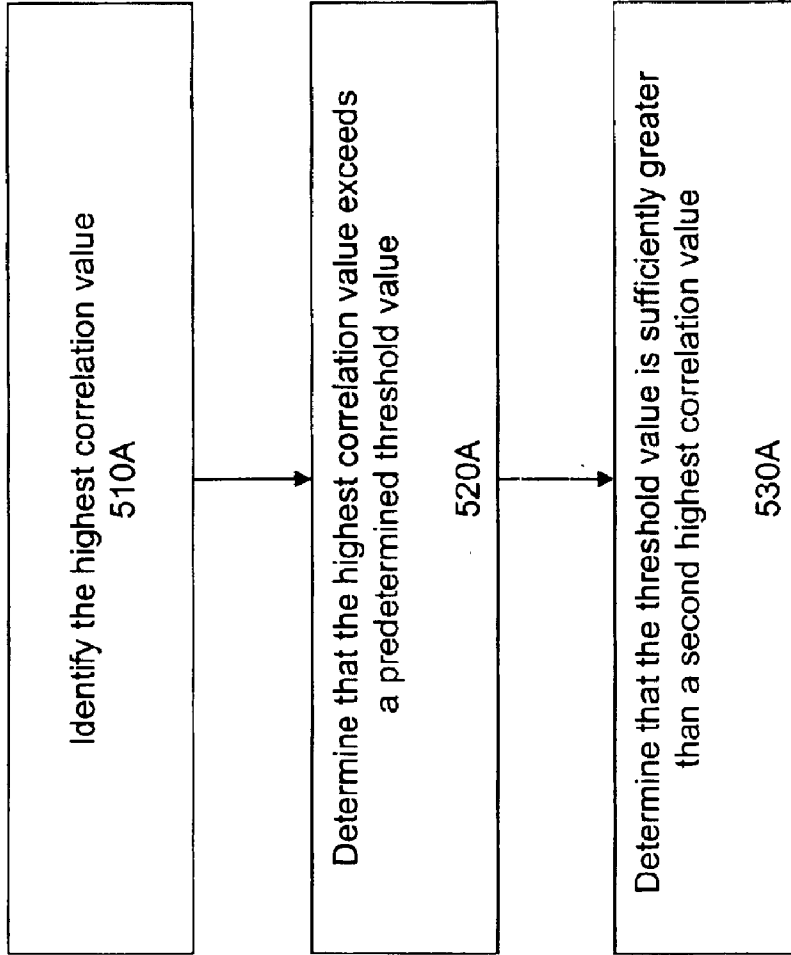 Identify the highest correlation value
510A
Determine that the highest correlation value exceeds
a predetermined threshold value
520A
Determine that the threshold value is sufficiently greater
than a second highest correlation value
530A